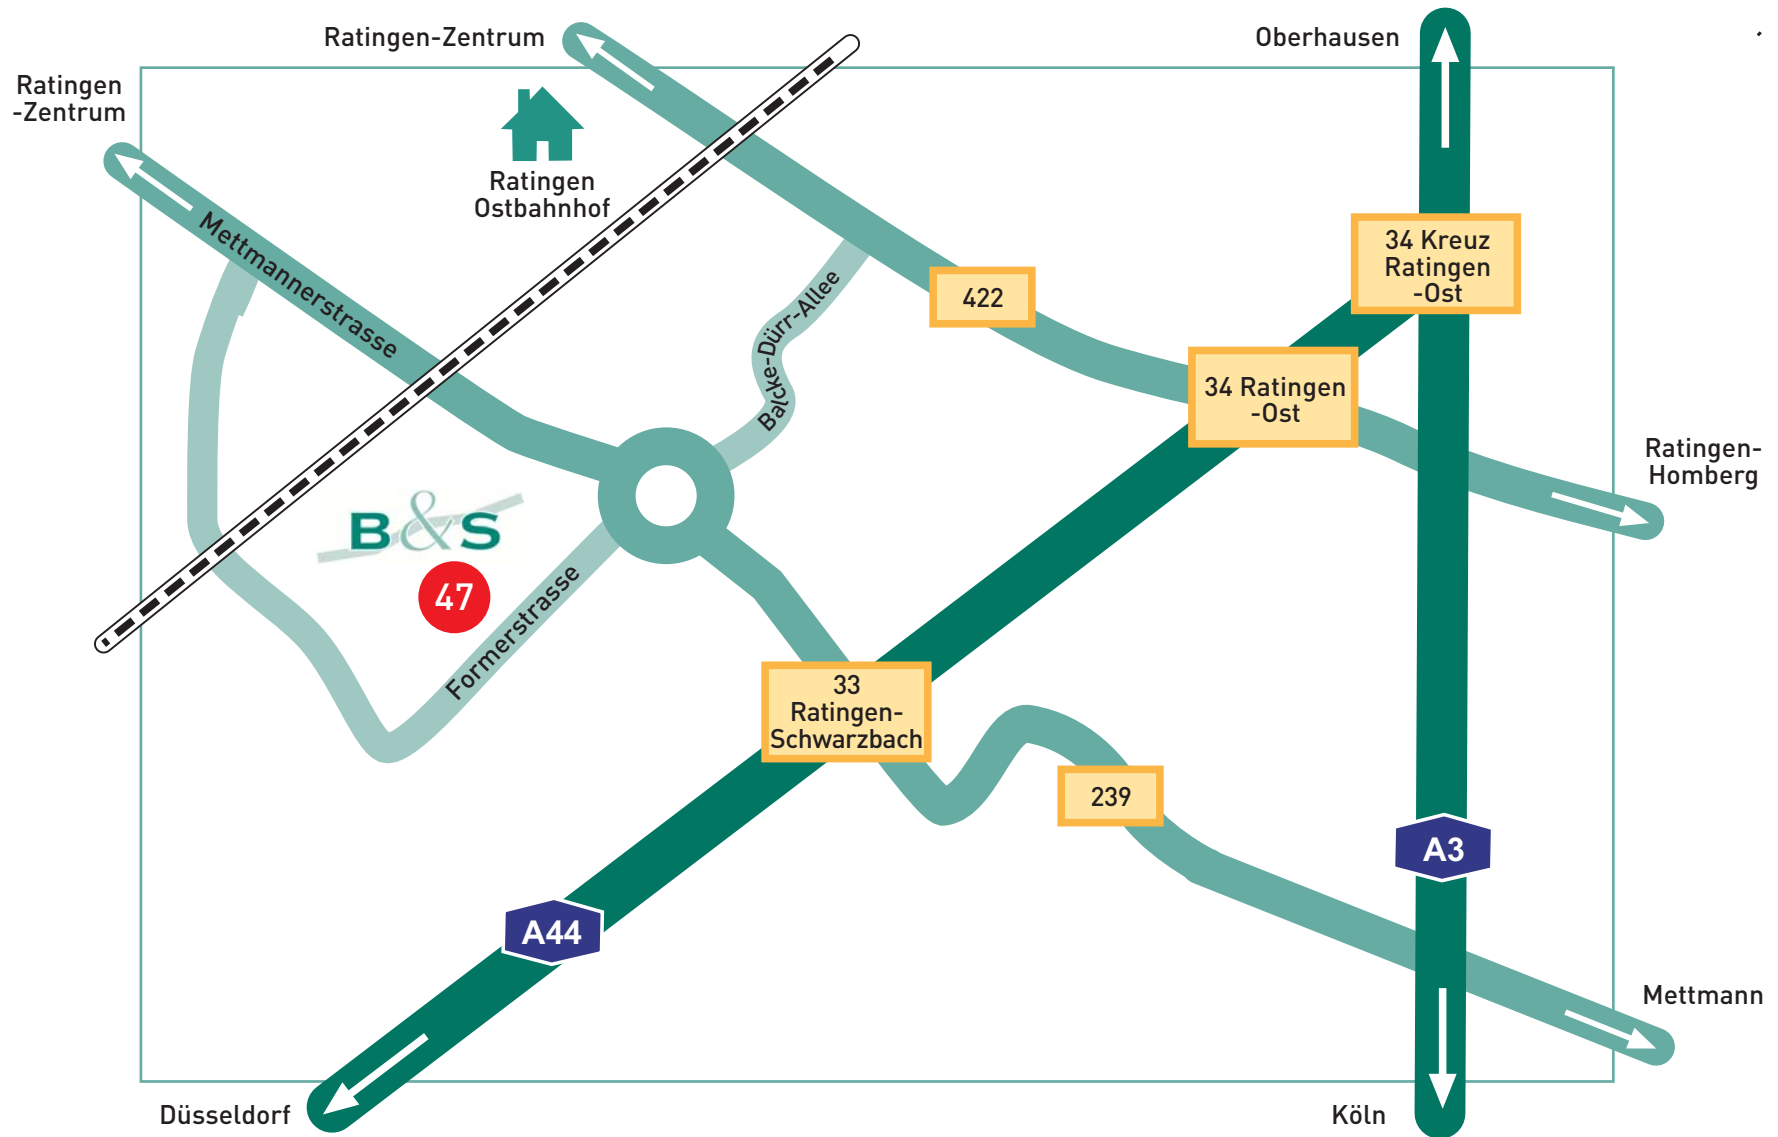 Ratingen-Zentrum
Oberhausen
Ratingen
-Zentrum
Ratingen
Ostbahnhof
Mettmannerstrasse
34 Kreuz
Ratingen
-Ost
422
Balcke-Dürr-Allee
34 Ratingen
-Ost
Ratingen-
Homberg
B&S
47
Formerstrasse
33
Ratingen-
Schwarzbach
239
A3
A44
Mettmann
Düsseldorf
Köln